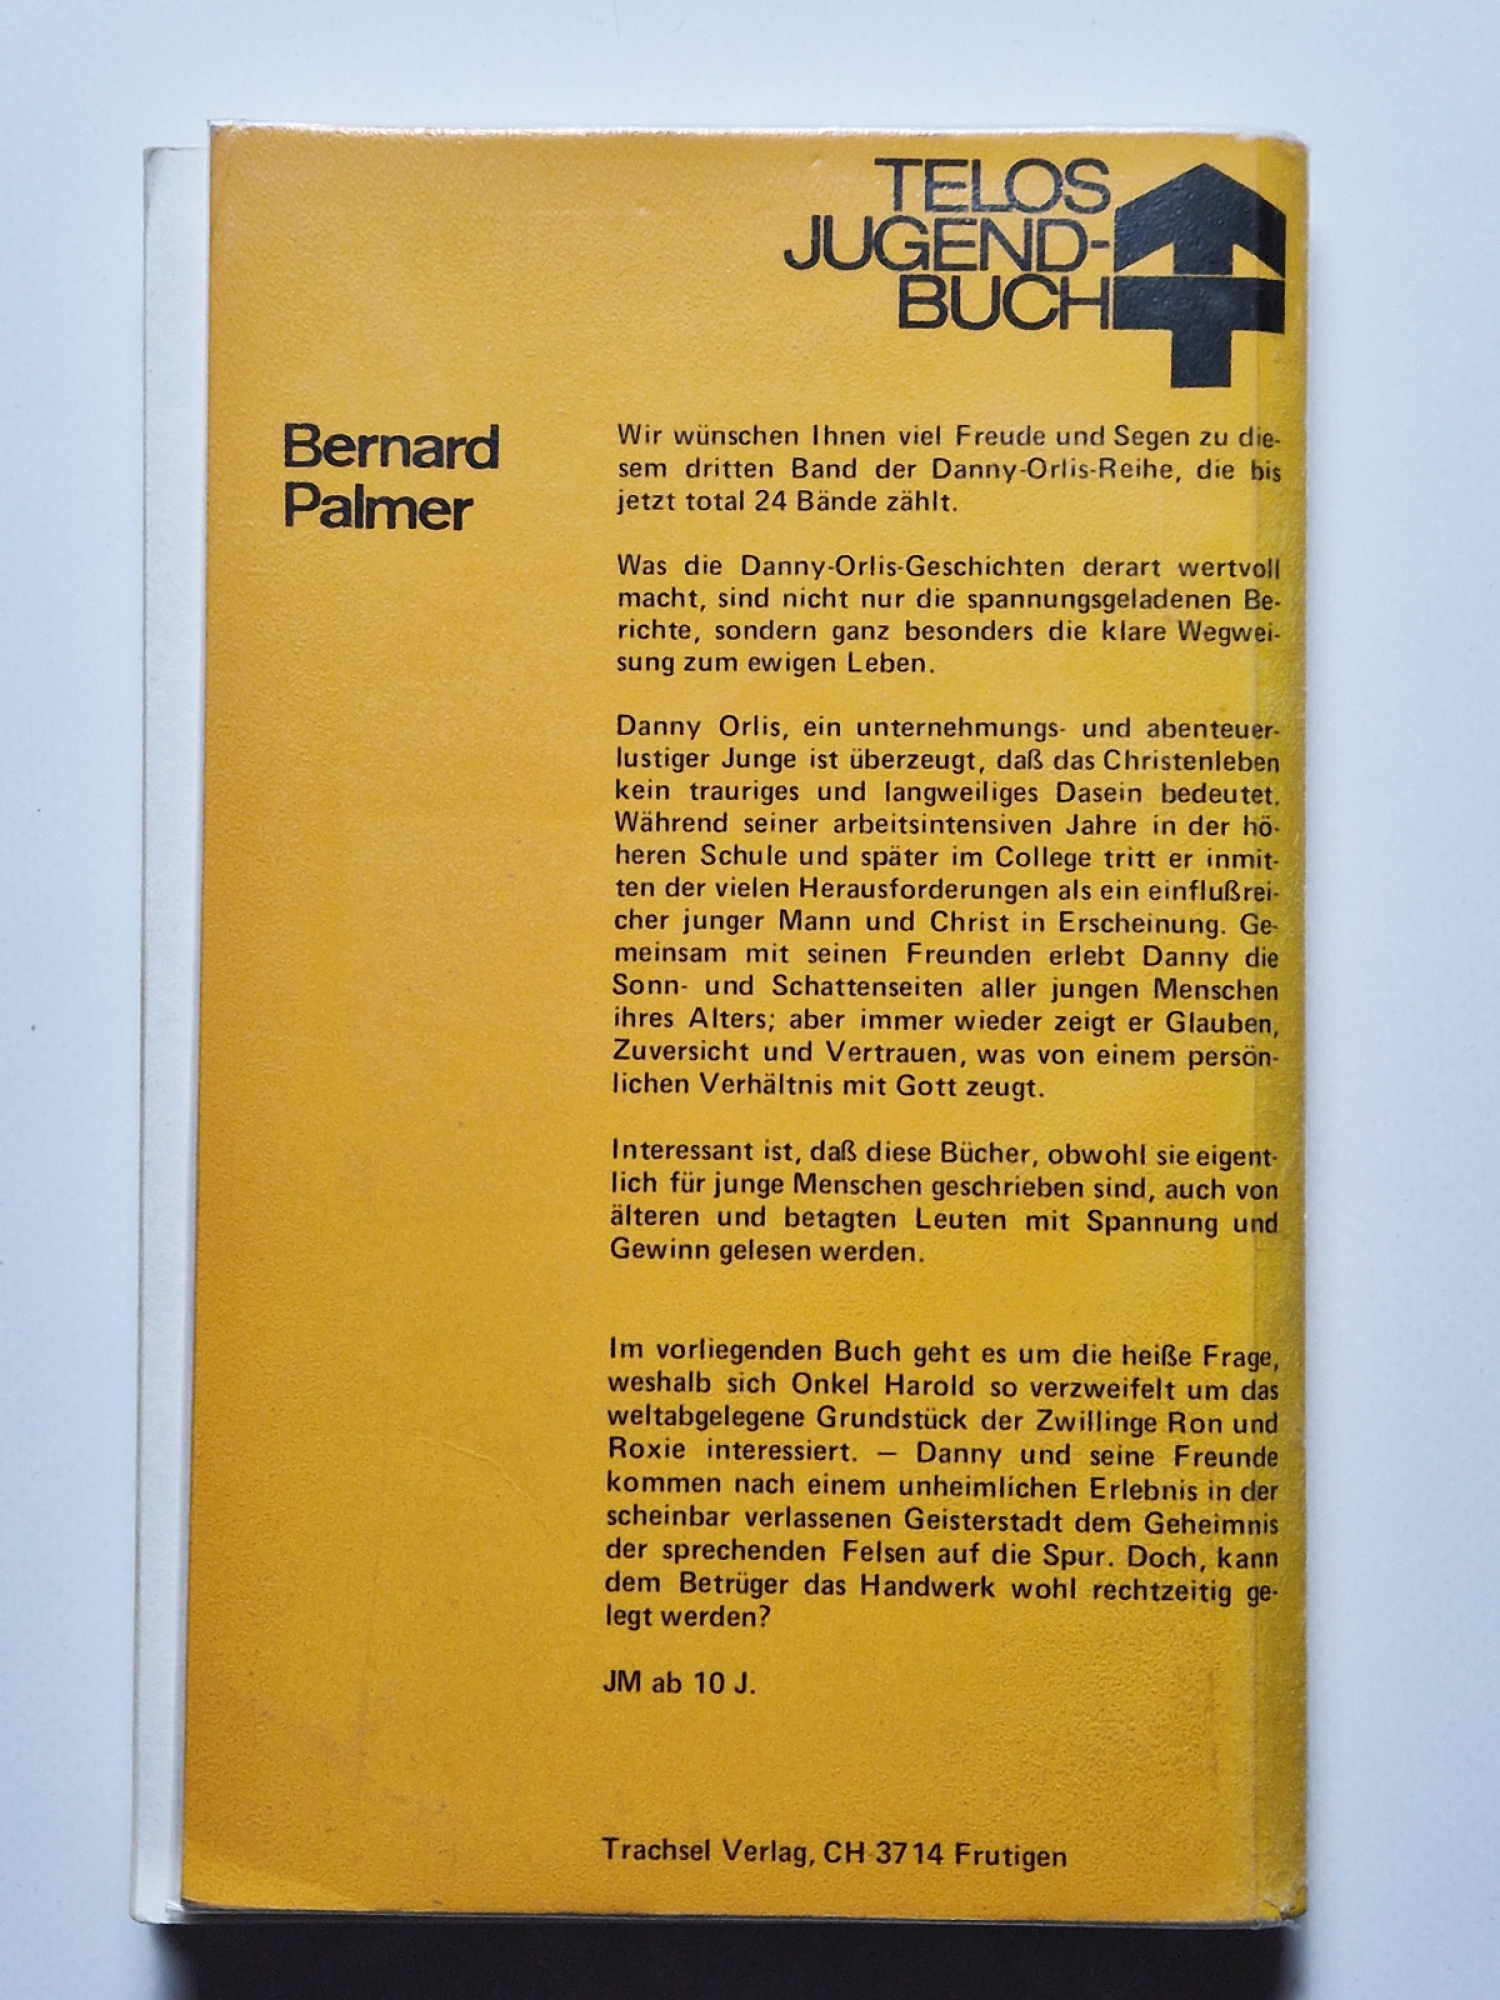 TELOS
JUGEND-
BUCH
Bernard
Palmer
Wir wünschen Ihnen viel Freude und Segen zu die-
sem dritten Band der Danny-Orlis-Reihe, die bis
jetzt total 24 Bände zählt.
Was die Danny-Orlis-Geschichten derart wertvoll
macht, sind nicht nur die spannungsgeladenen Be-
richte, sondern ganz besonders die klare Wegwei-
sung zum ewigen Leben.
Danny Orlis, ein unternehmungs- und abenteuer-
lustiger Junge ist überzeugt, daß das Christenleben
kein trauriges und langweiliges Dasein bedeutet.
Während seiner arbeitsintensiven Jahre in der hö-
heren Schule und später im College tritt er inmit-
ten der vielen Herausforderungen als ein einflußrei-
cher junger Mann und Christ in Erscheinung. Ge-
meinsam mit seinen Freunden erlebt Danny die
Sonn- und Schattenseiten aller jungen Menschen
ihres Alters; aber immer wieder zeigt er Glauben,
Zuversicht und Vertrauen, was von einem persön-
lichen Verhältnis mit Gott zeugt.
Interessant ist, daß diese Bücher, obwohl sie eigent-
lich für junge Menschen geschrieben sind, auch von
älteren und betagten Leuten mit Spannung und
Gewinn gelesen werden.
Im vorliegenden Buch geht es um die heiße Frage,
weshalb sich Onkel Harold so verzweifelt um das
weltabgelegene Grundstück der Zwillinge Ron und
Roxie interessiert. — Danny und seine Freunde
kommen nach einem unheimlichen Erlebnis in der
scheinbar verlassenen Geisterstadt dem Geheimnis
der sprechenden Felsen auf die Spur. Doch, kann
dem Betrüger das Handwerk wohl rechtzeitig ge-
legt werden?
JM ab 10 J.
Trachsel Verlag, CH 3714 Frutigen